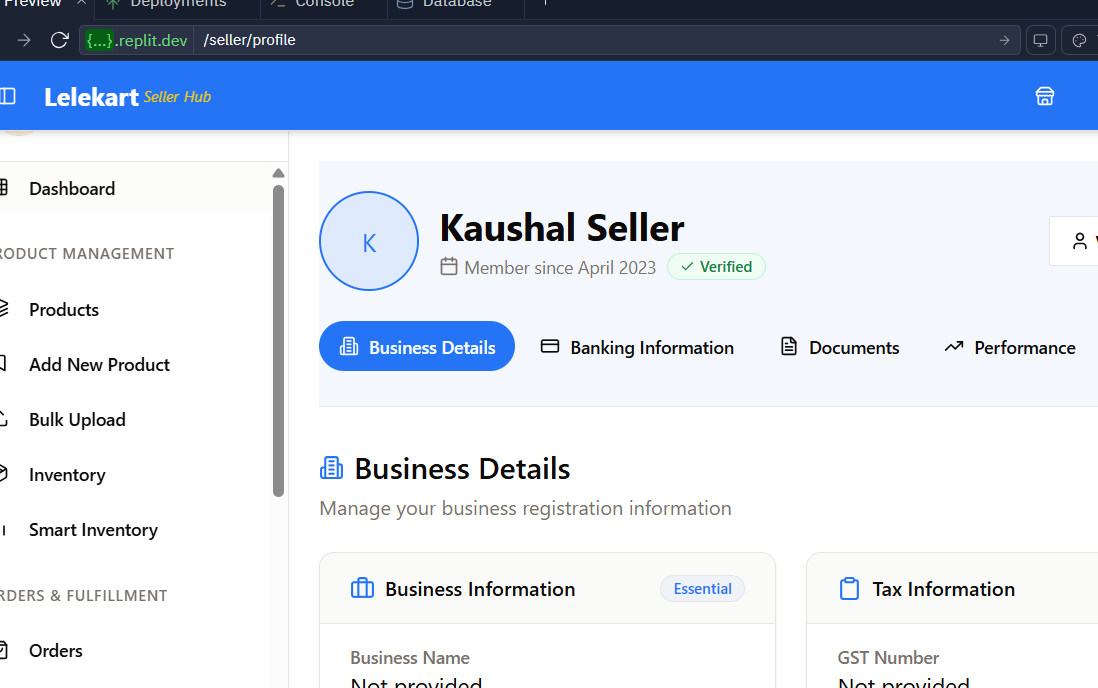 Preview
Deployments
Console
Database
{...}.replit.dev /seller/profile
Lelekart Seller Hub
Dashboard
RODUCT MANAGEMENT
Products
Add New Product
Bulk Upload
Inventory
Smart Inventory
RDERS & FULFILLMENT
Orders
K
Kaushal Seller
Member since April 2023
Verified
Business Details
Banking Information
Documents
Performance
Business Details
Manage your business registration information
Business Information
Essential
Business Name
Not provided
Tax Information
GST Number
Not provided